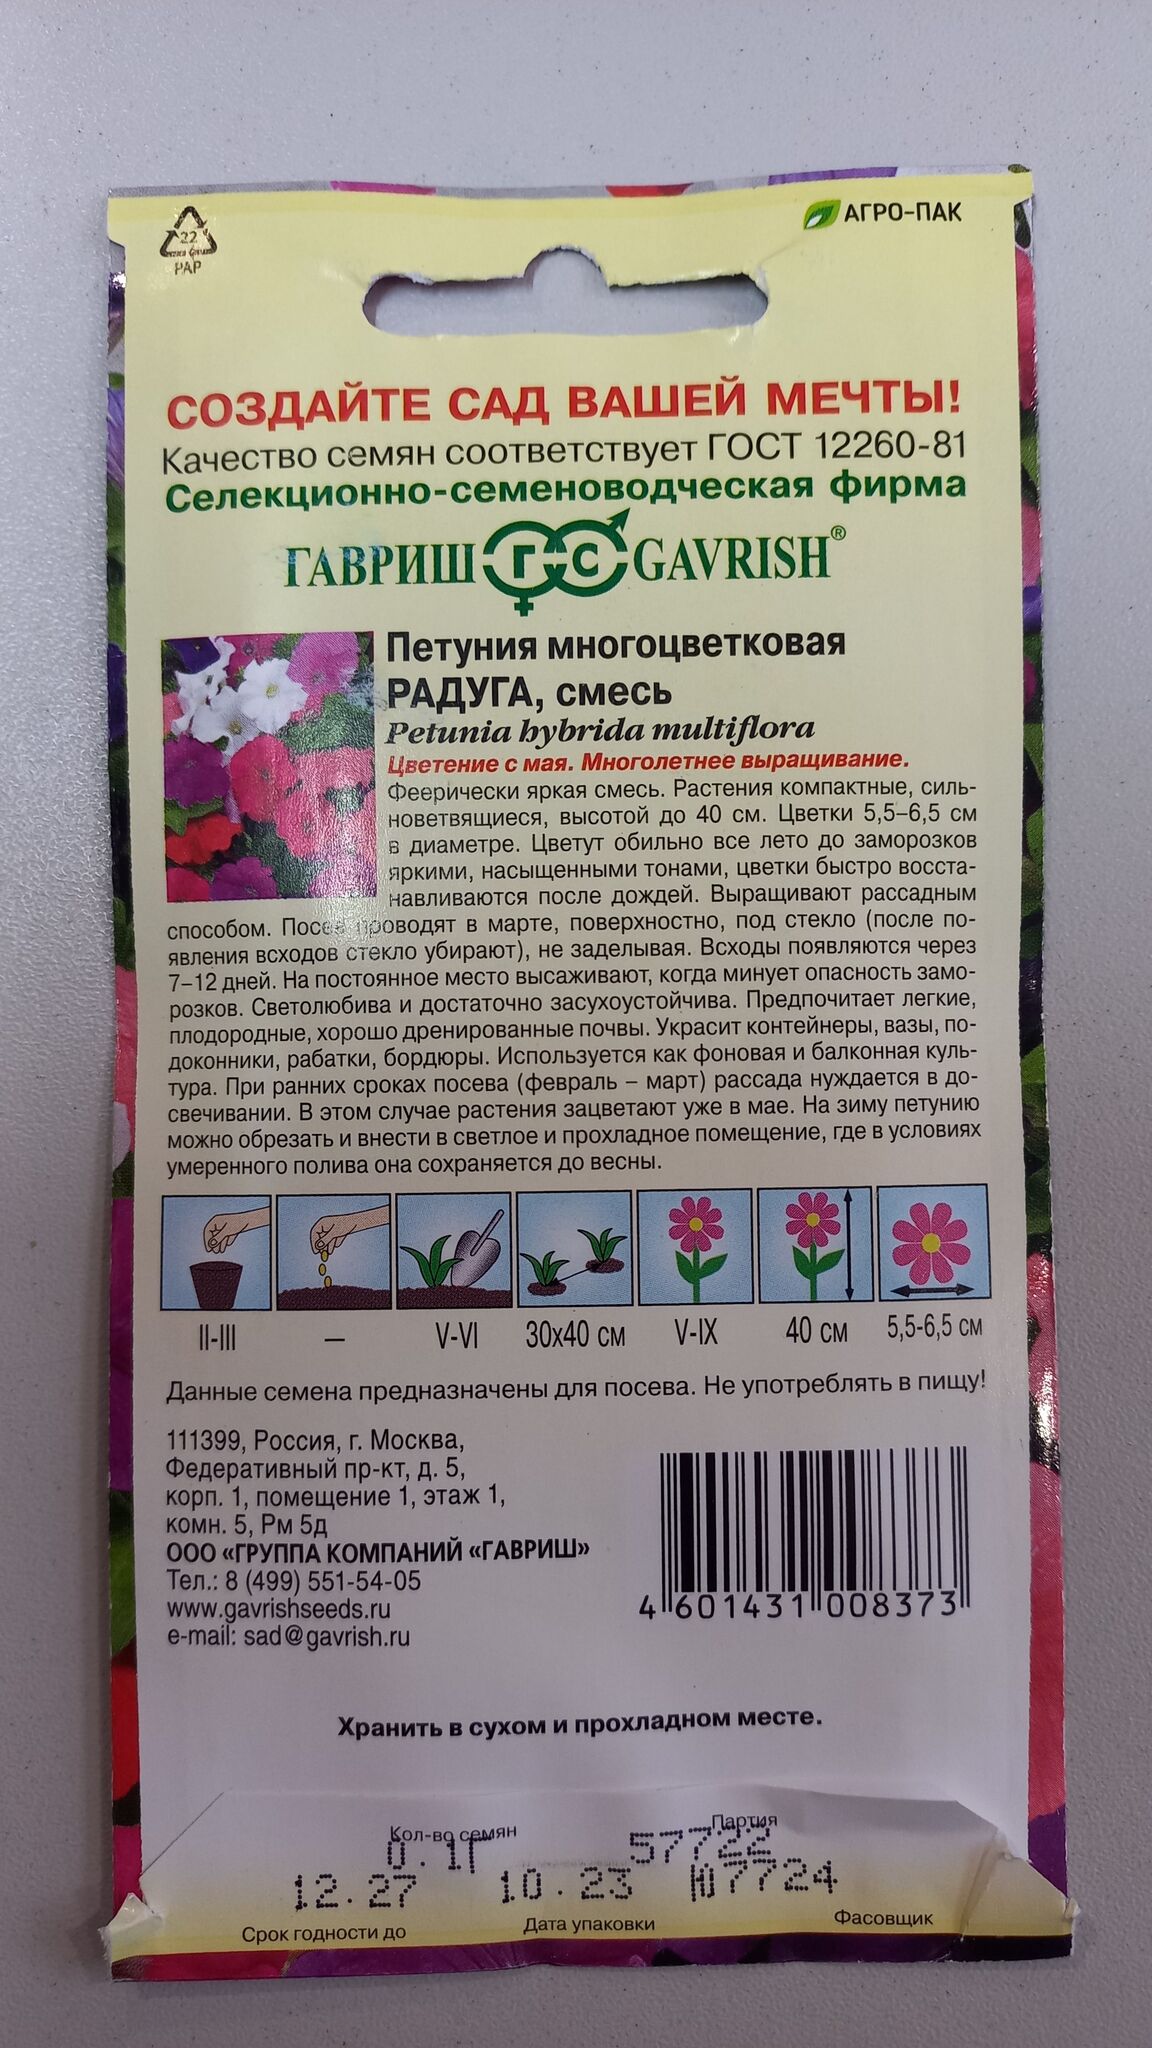 22
PAP
АГРО-ПАК
СОЗДАЙТЕ САД ВАШЕЙ МЕЧТЫ!
Качество семян соответствует ГОСТ 12260-81
Селекционно-семеноводческая фирма
ГАВРИШ ГС GAVRISH®
Петуния многоцветковая
РАДУГА, смесь
Petunia hybrida multiflora
Цветение с мая. Многолетнее выращивание.
Феерически яркая смесь. Растения компактные, силь-
новетвящиеся, высотой до 40 см. Цветки 5,5–6,5 см
в диаметре. Цветут обильно все лето до заморозков
яркими, насыщенными тонами, цветки быстро восста-
навливаются после дождей. Выращивают рассадным
способом. Посев проводят в марте, поверхностно, под стекло (после по-
явления всходов стекло убирают), не заделывая. Всходы появляются через
7–12 дней. На постоянное место высаживают, когда минует опасность замо-
розков. Светолюбива и достаточно засухоустойчива. Предпочитает легкие,
плодородные, хорошо дренированные почвы. Украсит контейнеры, вазы, по-
доконники, рабатки, бордюры. Используется как фоновая и балконная куль-
тура. При ранних сроках посева (февраль – март) рассада нуждается в до-
свечивании. В этом случае растения зацветают уже в мае. На зиму петунию
можно обрезать и внести в светлое и прохладное помещение, где в условиях
умеренного полива она сохраняется до весны.
II-III — V-VI 30x40 см V-IX 40 см 5,5-6,5 см
Данные семена предназначены для посева. Не употреблять в пищу!
111399, Россия, г. Москва,
Федеративный пр-кт, д. 5,
корп. 1, помещение 1, этаж 1,
комн. 5, Рм 5д
ООО «ГРУППА КОМПАНИЙ «ГАВРИШ»
Тел.: 8 (499) 551-54-05
www.gavrishseeds.ru
e-mail: sad@gavrish.ru
4 601431 008373
Хранить в сухом и прохладном месте.
Кол-во семян Партия
0.1Г 57722
12.27 10.23 Ю7724
Срок годности до Дата упаковки Фасовщик